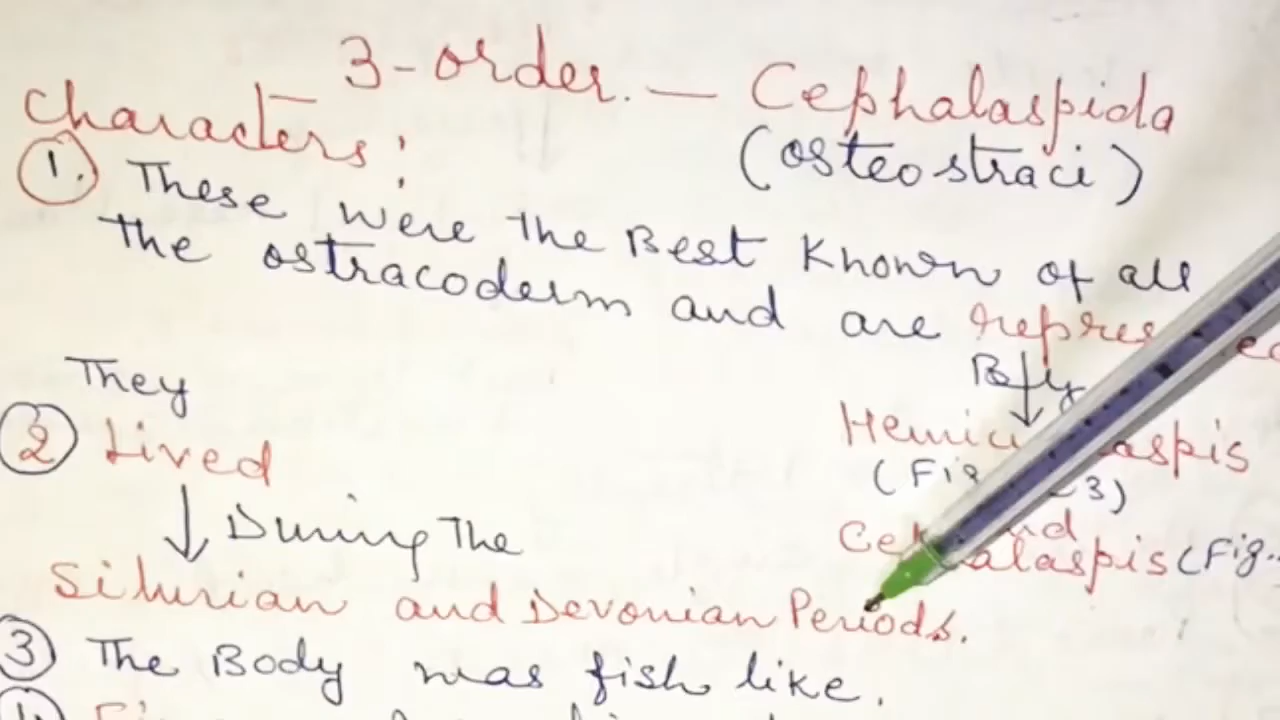 3-order. — Cephalaspida
(osteostraci)
Characters:
1. These were the Best Known of all
the ostracoderm and are
By
They
2 Lived
During The
Silurian and Devonian Periods.
and
(Fig..
3 The Body was fish like.